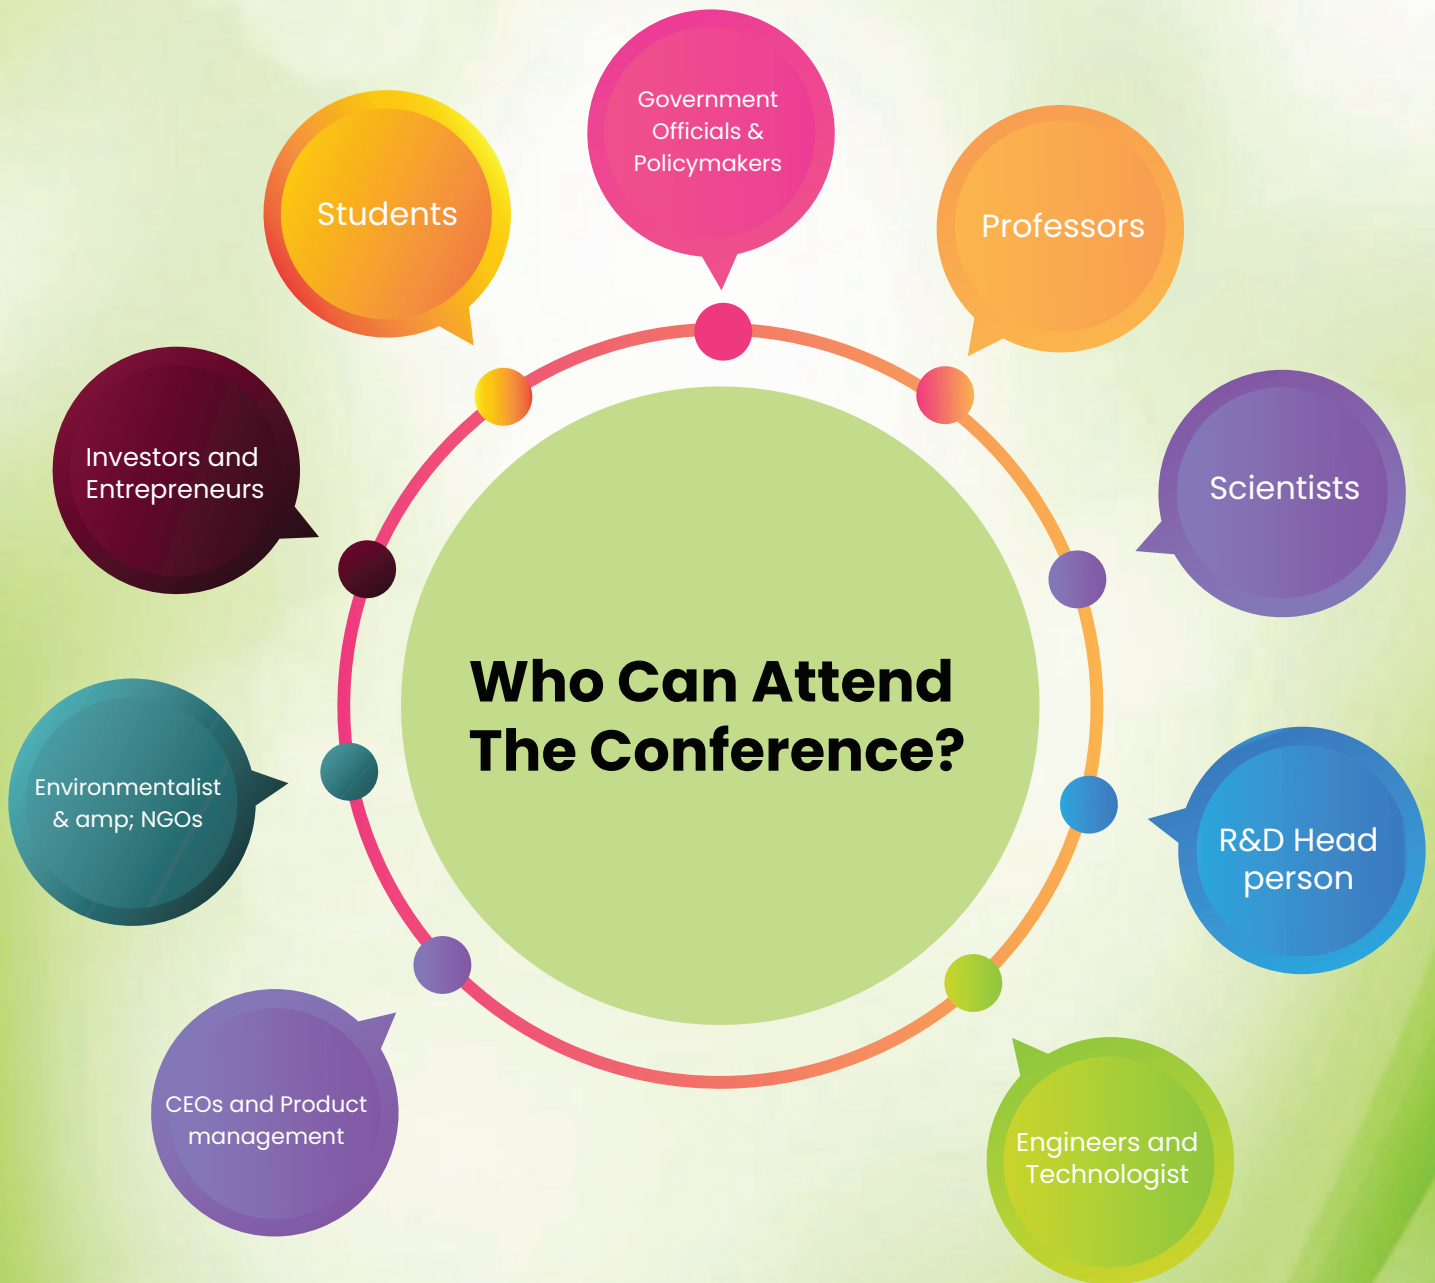 Government
Officials &
Policymakers
Students
Professors
Investors and
Entrepreneurs
Scientists
Who Can Attend
The Conference?
Environmentalist
& amp; NGOs
R&D Head
person
CEOs and Product
management
Engineers and
Technologist